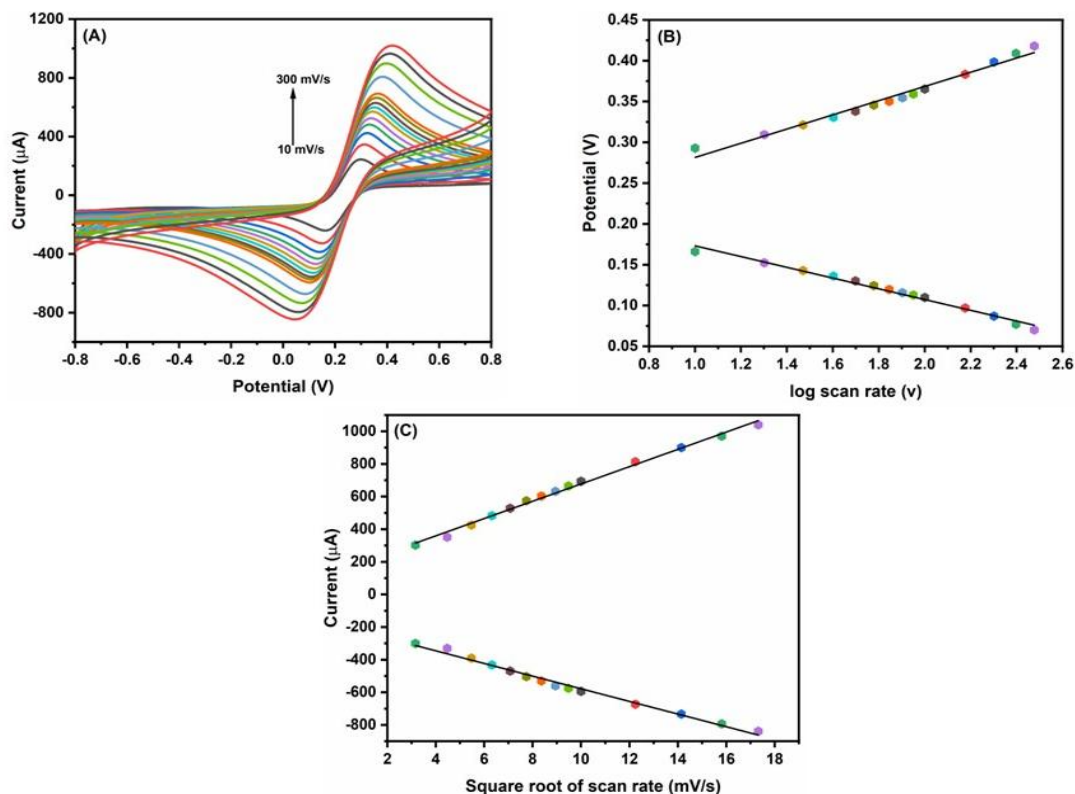 (A)
1200
800
400
0
-400
-800
300 mV/s
10 mV/s
-0.8 -0.6 -0.4 -0.2 0.0 0.2 0.4 0.6 0.8
Current (μA)
Potential (V)
(B)
0.45
0.40
0.35
0.30
0.25
0.20
0.15
0.10
0.05
0.8 1.0 1.2 1.4 1.6 1.8 2.0 2.2 2.4 2.6
Potential (V)
log scan rate (v)
(C)
1000
800
600
400
200
0
-200
-400
-600
-800
2 4 6 8 10 12 14 16 18
Current (μA)
Square root of scan rate (mV/s)